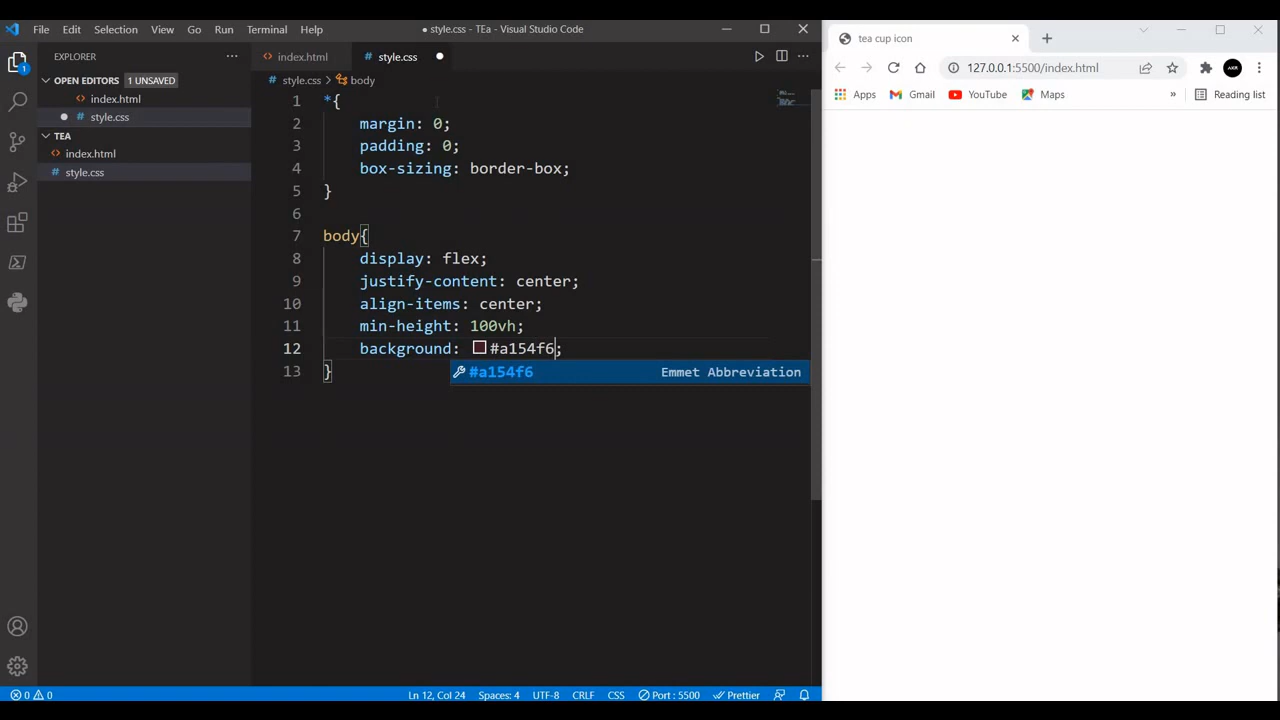 File Edit Selection View Go Run Terminal Help ● style.css - TEa - Visual Studio Code
EXPLORER
OPEN EDITORS 1 UNSAVED
index.html
style.css
TEA
index.html
style.css
1
index.html style.css
style.css body
1 *{
2 margin: 0;
3 padding: 0;
4 box-sizing: border-box;
5 }
6
7 body{
8 display: flex;
9 justify-content: center;
10 align-items: center;
11 min-height: 100vh;
12 background: #a154f6;
13 }
#a154f6 Emmet Abbreviation
0 0 Ln 12, Col 24 Spaces: 4 UTF-8 CRLF CSS Port : 5500 Prettier
tea cup icon
127.0.0.1:5500/index.html
Apps Gmail YouTube Maps » Reading list